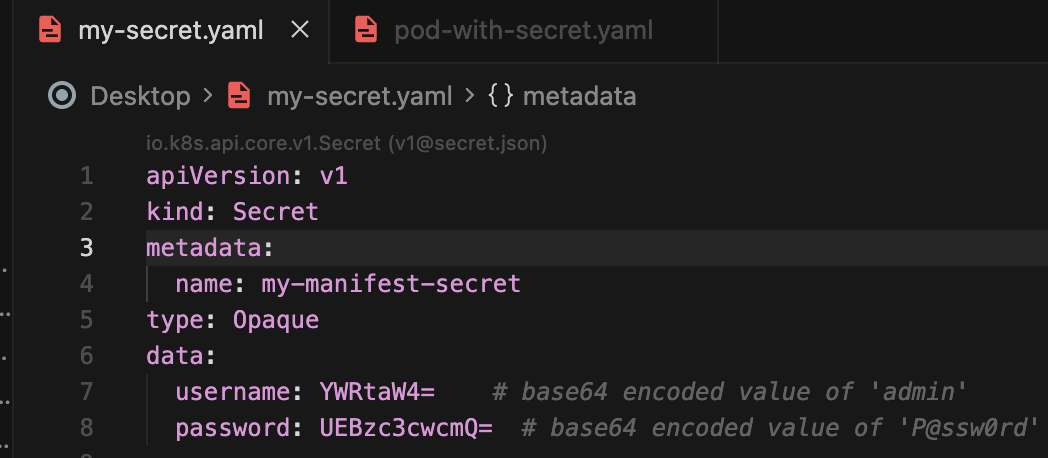 my-secret.yaml pod-with-secret.yaml
Desktop > my-secret.yaml > {} metadata
io.k8s.api.core.v1.Secret (v1@secret.json)
1 apiVersion: v1
2 kind: Secret
3 metadata:
4 name: my-manifest-secret
5 type: Opaque
6 data:
7 username: YWRtaW4= # base64 encoded value of 'admin'
8 password: UEBzc3cwcmQ= # base64 encoded value of 'P@ssw0rd'